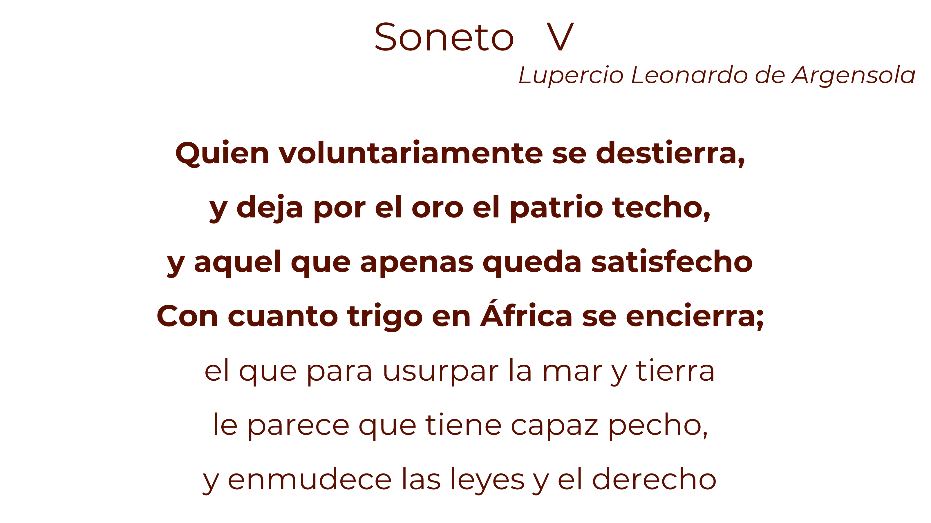 Soneto V
Lupercio Leonardo de Argensola
Quien voluntariamente se destierra,
y deja por el oro el patrio techo,
y aquel que apenas queda satisfecho
Con cuanto trigo en África se encierra;
el que para usurpar la mar y tierra
le parece que tiene capaz pecho,
y enmudece las leyes y el derecho